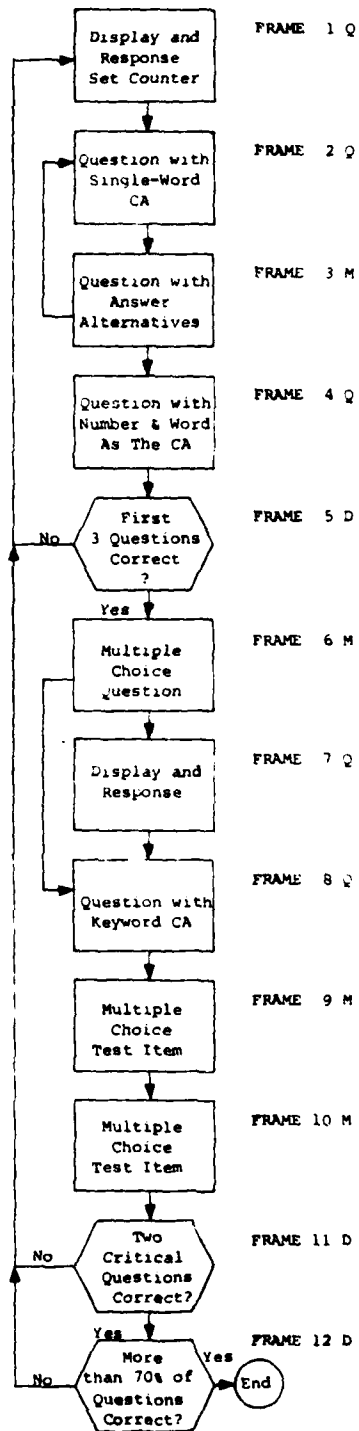 Display and
Response
Set Counter
FRAME 1 Q
Question with
Single-Word
CA
FRAME 2 Q
Question with
Answer
Alternatives
FRAME 3 M
Question with
Number & Word
As The CA
FRAME 4 Q
First
3 Questions
Correct
?
FRAME 5 D
No
Yes
Multiple
Choice
Question
FRAME 6 M
Display and
Response
FRAME 7 Q
Question with
Keyword CA
FRAME 8 Q
Multiple
Choice
Test Item
FRAME 9 M
Multiple
Choice
Test Item
FRAME 10 M
Two
Critical
Questions
Correct?
FRAME 11 D
No
Yes
More
than 70% of
Questions
Correct?
FRAME 12 D
No
Yes
End